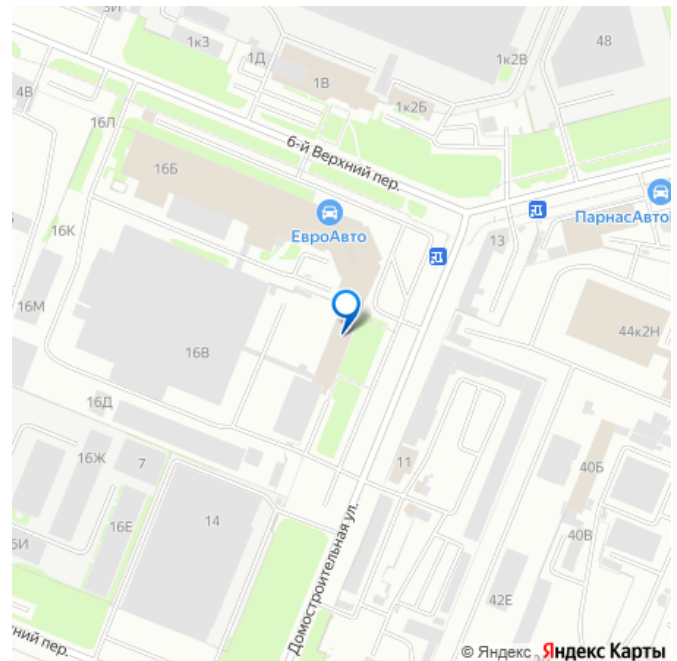 3И
1к3
1Д
1В
1к2В
48
4В
1к2Б
16Л
6-й Верхний пер.
16Б
ЕвроАвто
ПарнасАвто
13
16К
16М
44к2Н
16В
16Д
16Ж
7
11
40Б
14
16Е
40В
Домостроительная ул.
42Е
ний пер.
© Яндекс Яндекс Карты